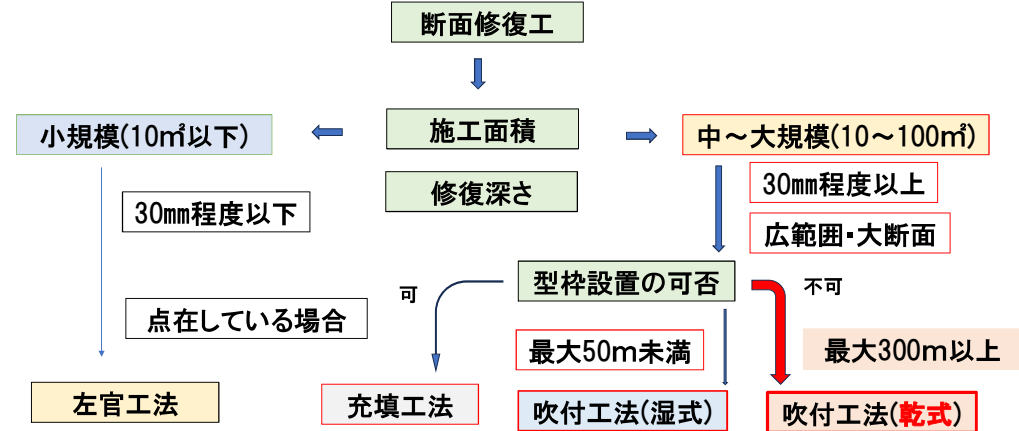 断面修復工
小規模(10㎡以下)
施工面積
中～大規模(10～100㎡)
修復深さ
30㎜程度以下
30㎜程度以上
広範囲・大断面
型枠設置の可否
可
不可
点在している場合
最大50ｍ未満
最大300ｍ以上
左官工法
充填工法
吹付工法(湿式)
吹付工法(乾式)